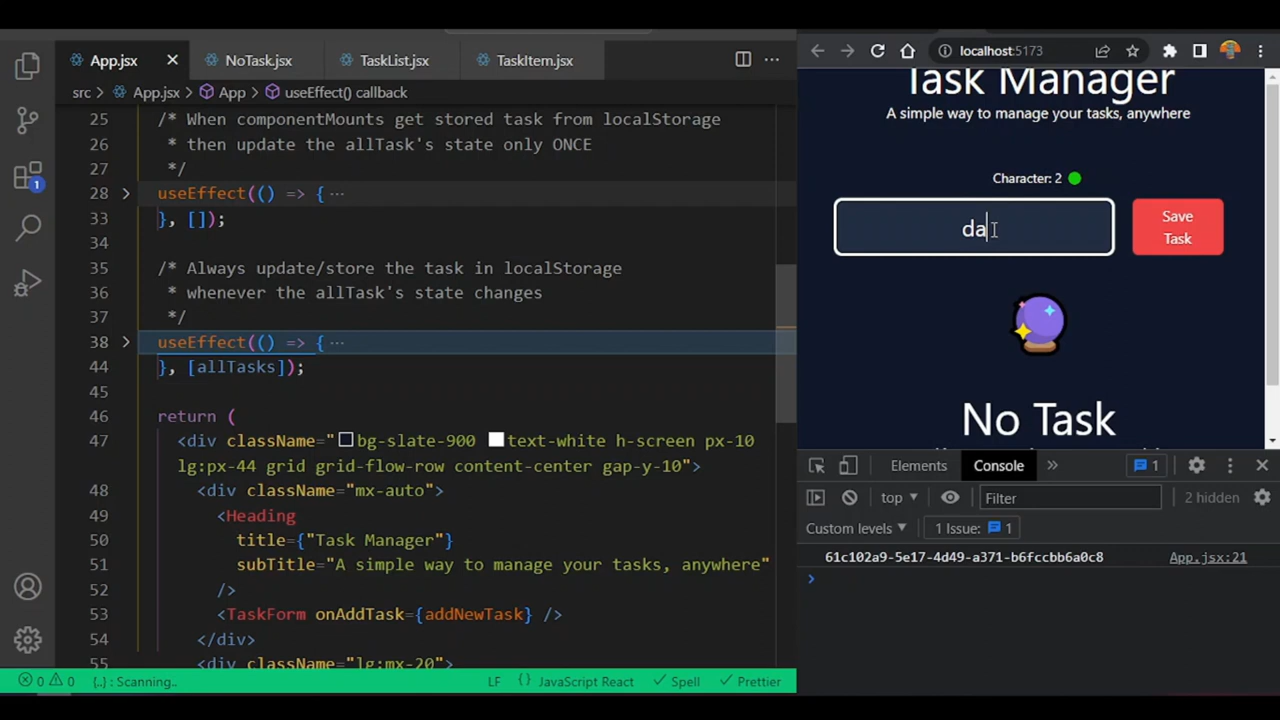 App.jsx
NoTask.jsx
TaskList.jsx
TaskItem.jsx
src > App.jsx > App > useEffect() callback
25 /* When componentMounts get stored task from localStorage
26 * then update the allTask's state only ONCE
27 */
28 useEffect(() => { ···
33 }, []);
34
35 /* Always update/store the task in localStorage
36 * whenever the allTask's state changes
37 */
38 useEffect(() => { ···
44 }, [allTasks]);
45
46 return (
47 <div className="bg-slate-900 text-white h-screen px-10
lg:px-44 grid grid-flow-row content-center gap-y-10">
48 <div className="mx-auto">
49 <Heading
50 title={"Task Manager"}
51 subTitle="A simple way to manage your tasks, anywhere"
52 />
53 <TaskForm onAddTask={addNewTask} />
54 </div>
55 <div className="lg:mx-20">
1
0 0 {..} : Scanning.. LF {} JavaScript React Spell Prettier
localhost:5173
Task Manager
A simple way to manage your tasks, anywhere
Character: 2
da
Save
Task
No Task
Elements Console » 1
top Filter 2 hidden
Custom levels 1 Issue: 1
61c102a9-5e17-4d49-a371-b6fccbb6a0c8 App.jsx:21
>